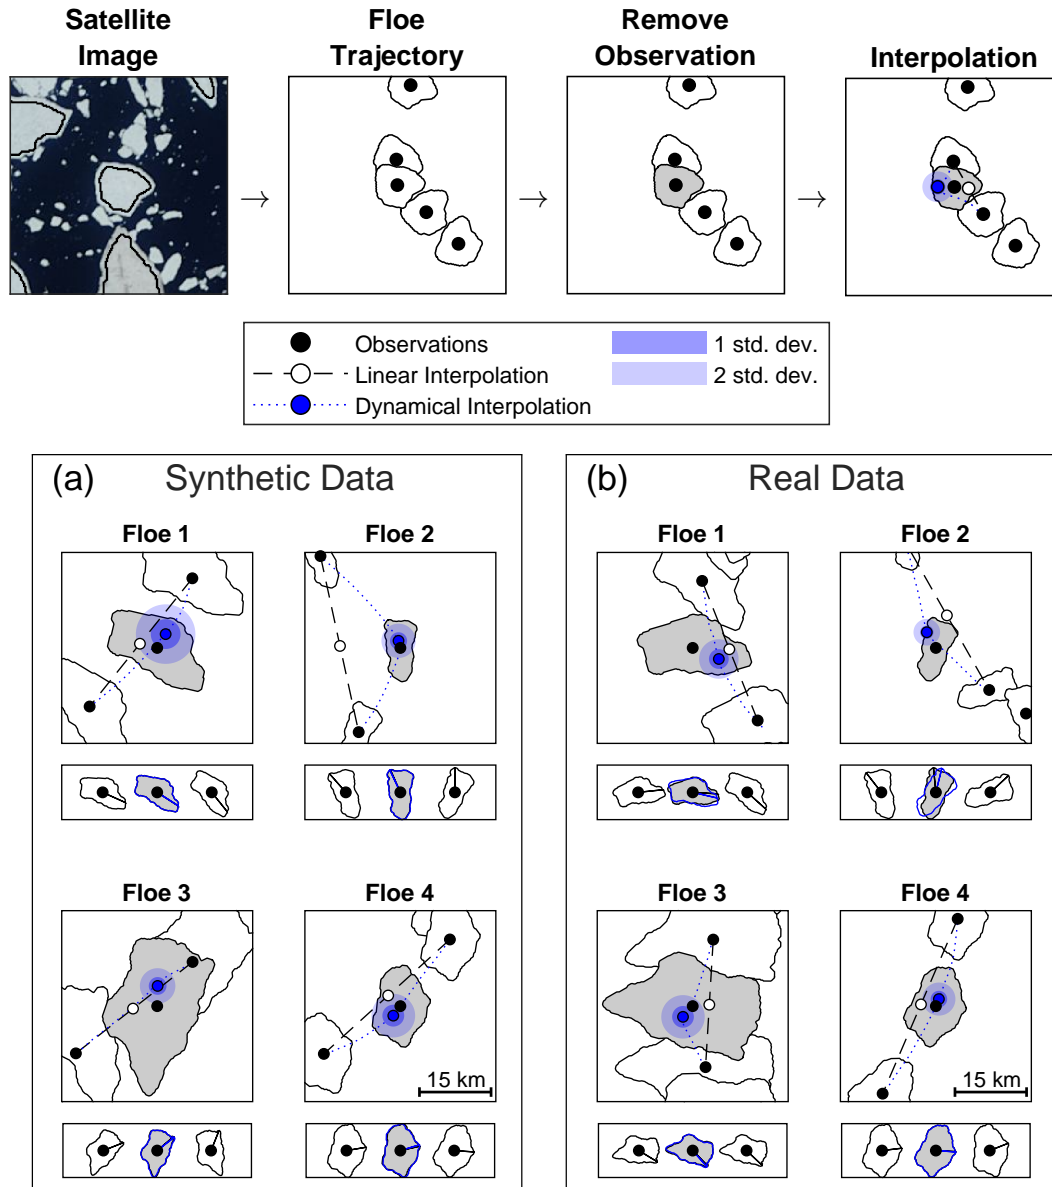 Satellite
Image
Floe
Trajectory
Remove
Observation
Interpolation
Observations
1 std. dev.
Linear Interpolation
2 std. dev.
Dynamical Interpolation
(a) Synthetic Data
Floe 1
Floe 2
Floe 3
Floe 4
15 km
(b) Real Data
Floe 1
Floe 2
Floe 3
Floe 4
15 km